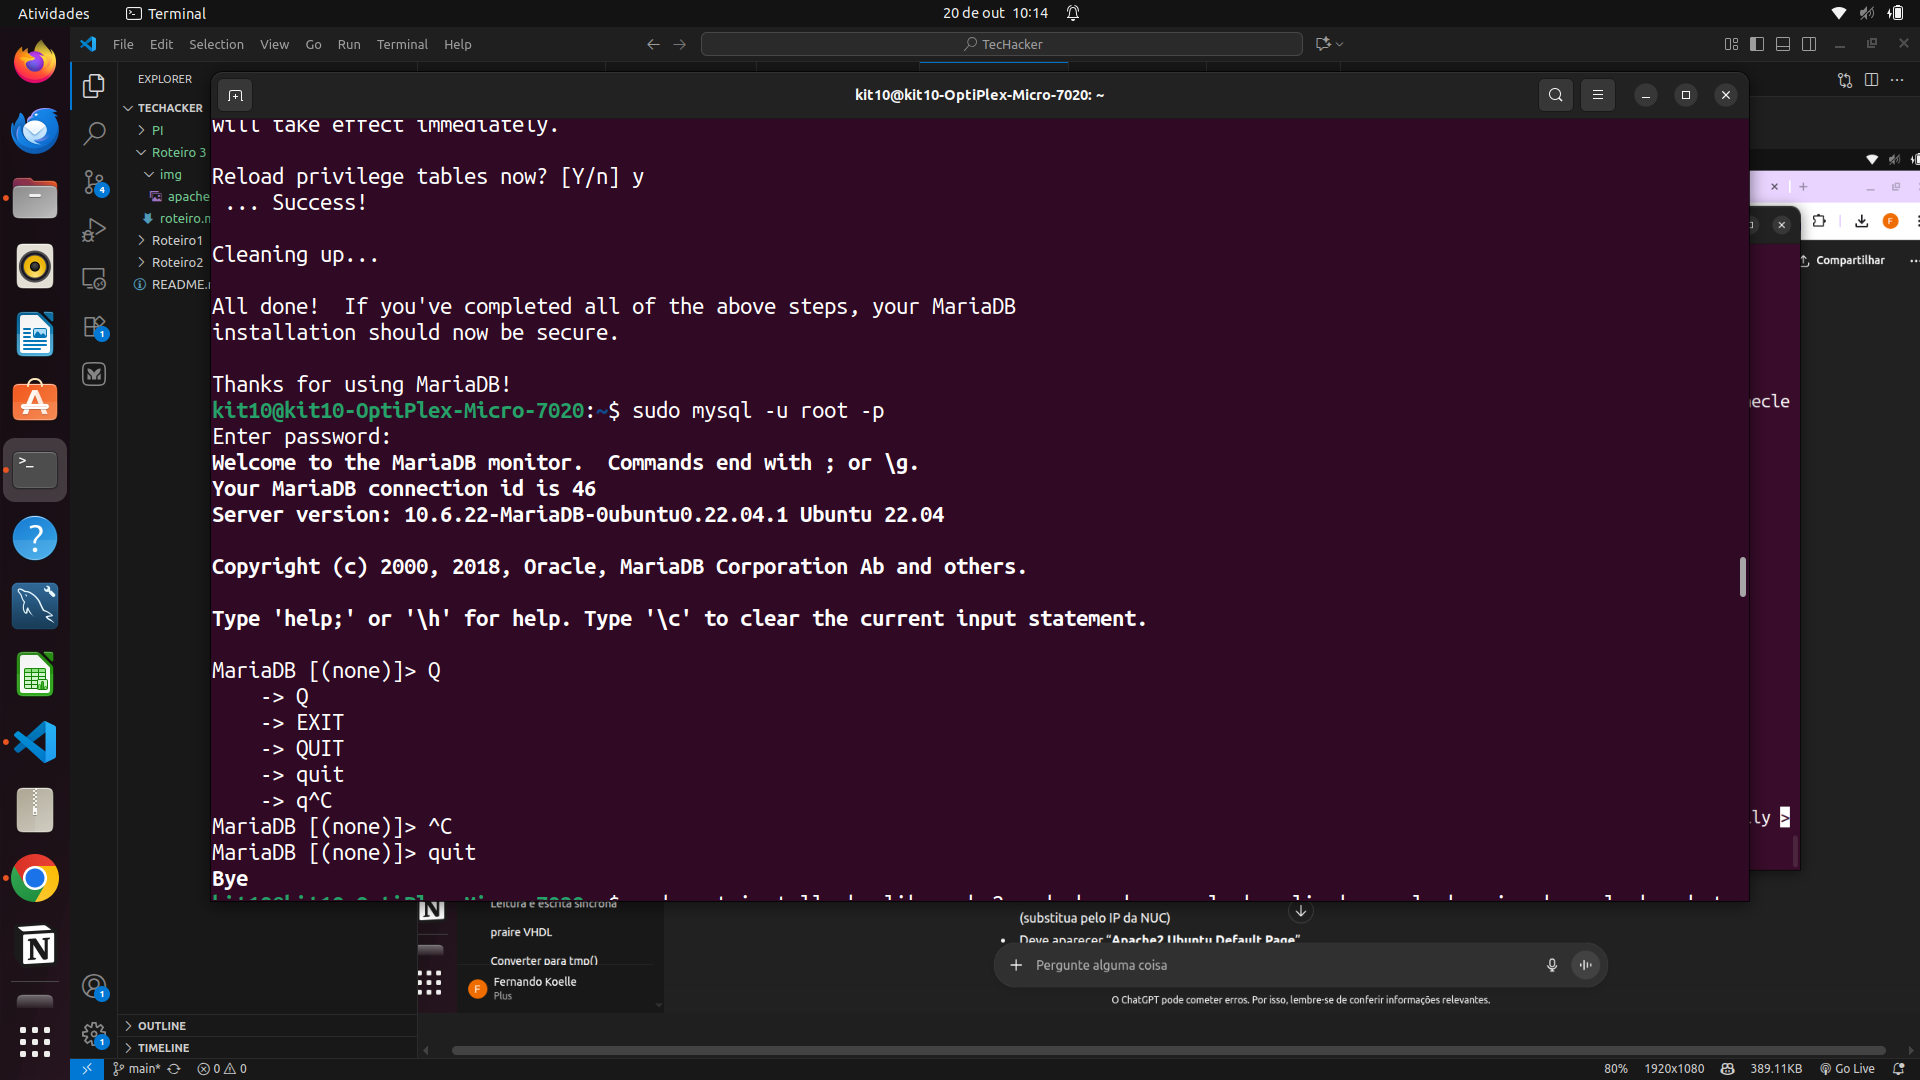 Atividades
Terminal
20 de out 10:14
File Edit Selection View Go Run Terminal Help
TecHacker
EXPLORER
TECHACKER
PI
Roteiro 3
img
apache
roteiro.n
Roteiro1
Roteiro2
README.
OUTLINE
TIMELINE
kit10@kit10-OptiPlex-Micro-7020: ~
will take effect immediately.
Reload privilege tables now? [Y/n] y
... Success!
Cleaning up...
All done!  If you've completed all of the above steps, your MariaDB
installation should now be secure.
Thanks for using MariaDB!
kit10@kit10-OptiPlex-Micro-7020:~$ sudo mysql -u root -p
Enter password:
Welcome to the MariaDB monitor.  Commands end with ; or \g.
Your MariaDB connection id is 46
Server version: 10.6.22-MariaDB-0ubuntu0.22.04.1 Ubuntu 22.04
Copyright (c) 2000, 2018, Oracle, MariaDB Corporation Ab and others.
Type 'help;' or '\h' for help. Type '\c' to clear the current input statement.
MariaDB [(none)]> Q
-> Q
-> EXIT
-> QUIT
-> quit
-> q^C
MariaDB [(none)]> ^C
MariaDB [(none)]> quit
Bye
Compartilhar
necle
ly >
Leitura e escrita síncrona
praire VHDL
Converter para tmp()
F
Fernando Koelle
Plus
(substitua pelo IP da NUC)
• Deve aparecer “Apache2 Ubuntu Default Page”
Pergunte alguma coisa
O ChatGPT pode cometer erros. Por isso, lembre-se de conferir informações relevantes.
main* 0 0
80% 1920x1080 389.11KB Go Live